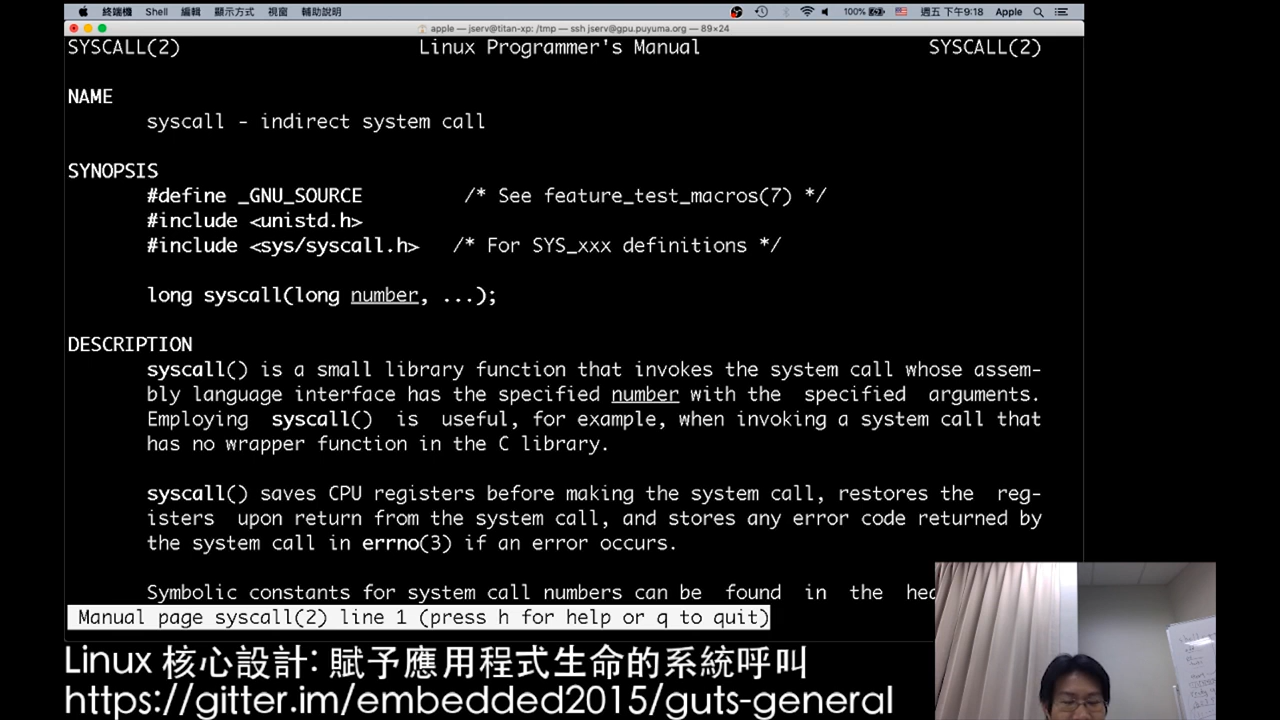 終端機 Shell 編輯 顯示方式 視窗 輔助說明 100% 週五 下午9:18 Apple
apple — jserv@titan-xp: /tmp — ssh jserv@gpu.puyuma.org — 89×24
SYSCALL(2) Linux Programmer's Manual SYSCALL(2)
NAME
syscall - indirect system call
SYNOPSIS
#define _GNU_SOURCE /* See feature_test_macros(7) */
#include <unistd.h>
#include <sys/syscall.h> /* For SYS_xxx definitions */
long syscall(long number, ...);
DESCRIPTION
syscall() is a small library function that invokes the system call whose assem-
bly language interface has the specified number with the specified arguments.
Employing syscall() is useful, for example, when invoking a system call that
has no wrapper function in the C library.
syscall() saves CPU registers before making the system call, restores the reg-
isters upon return from the system call, and stores any error code returned by
the system call in errno(3) if an error occurs.
Symbolic constants for system call numbers can be found in the hea
Manual page syscall(2) line 1 (press h for help or q to quit)
Linux 核心設計: 賦予應用程式生命的系統呼叫
https://gitter.im/embedded2015/guts-general